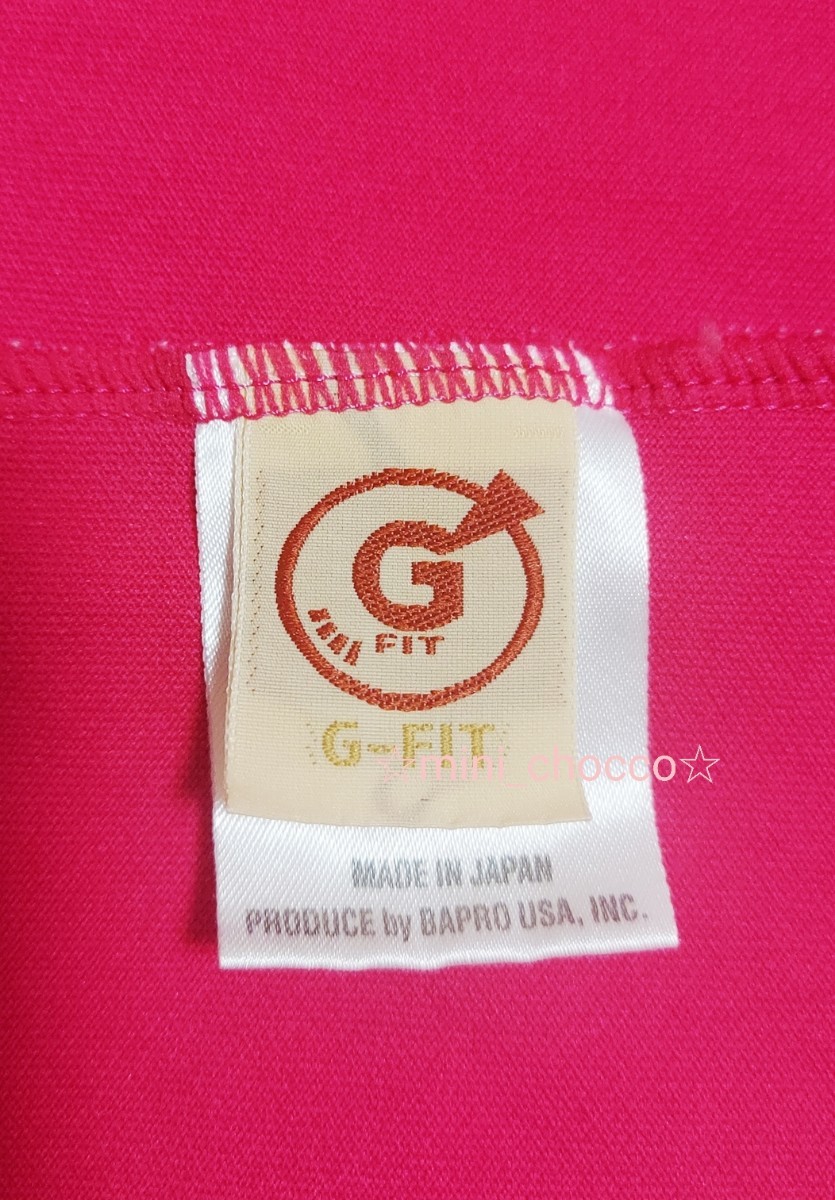 G
FIT
G-FIT
☆mini_chocco☆
MADE IN JAPAN
PRODUCE by BAPRO USA, INC.